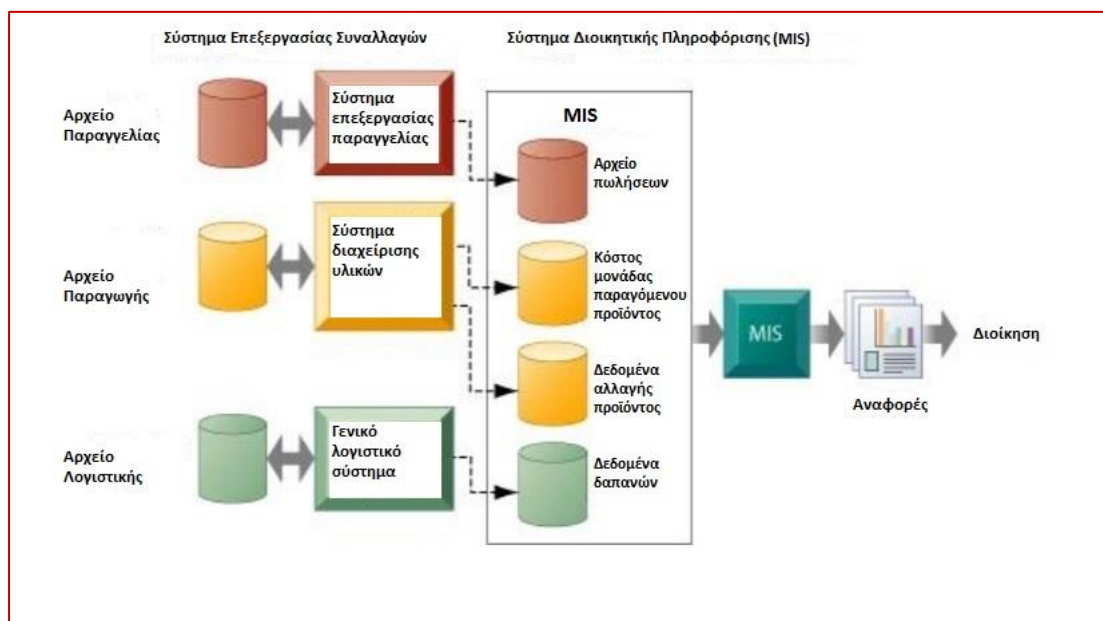 Σύστημα Επεξεργασίας Συναλλαγών
Σύστημα Διοικητικής Πληροφόρισης (MIS)
Αρχείο
Παραγγελίας
Σύστημα
επεξεργασίας
παραγγελίας
MIS
Αρχείο
πωλήσεων
Αρχείο
Παραγωγής
Σύστημα
διαχείρισης
υλικών
Κόστος
μονάδας
παραγόμενου
προϊόντος
Δεδομένα
αλλαγής
προϊόντος
Αρχείο
Λογιστικής
Γενικό
λογιστικό
σύστημα
Δεδομένα
δαπανών
MIS
Αναφορές
Διοίκηση